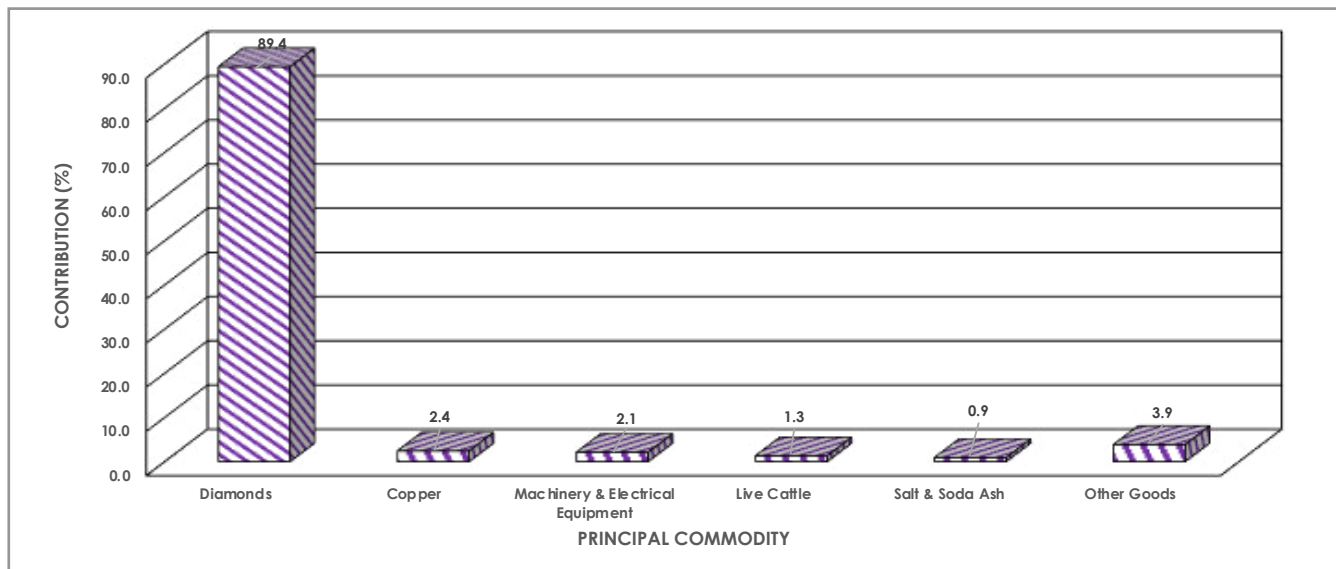 89.4
90.0
80.0
70.0
60.0
50.0
40.0
30.0
20.0
10.0
0.0
CONTRIBUTION (%)
2.4
2.1
1.3
0.9
3.9
Diamonds
Copper
Machinery & Electrical
Equipment
Live Cattle
Salt & Soda Ash
Other Goods
PRINCIPAL COMMODITY